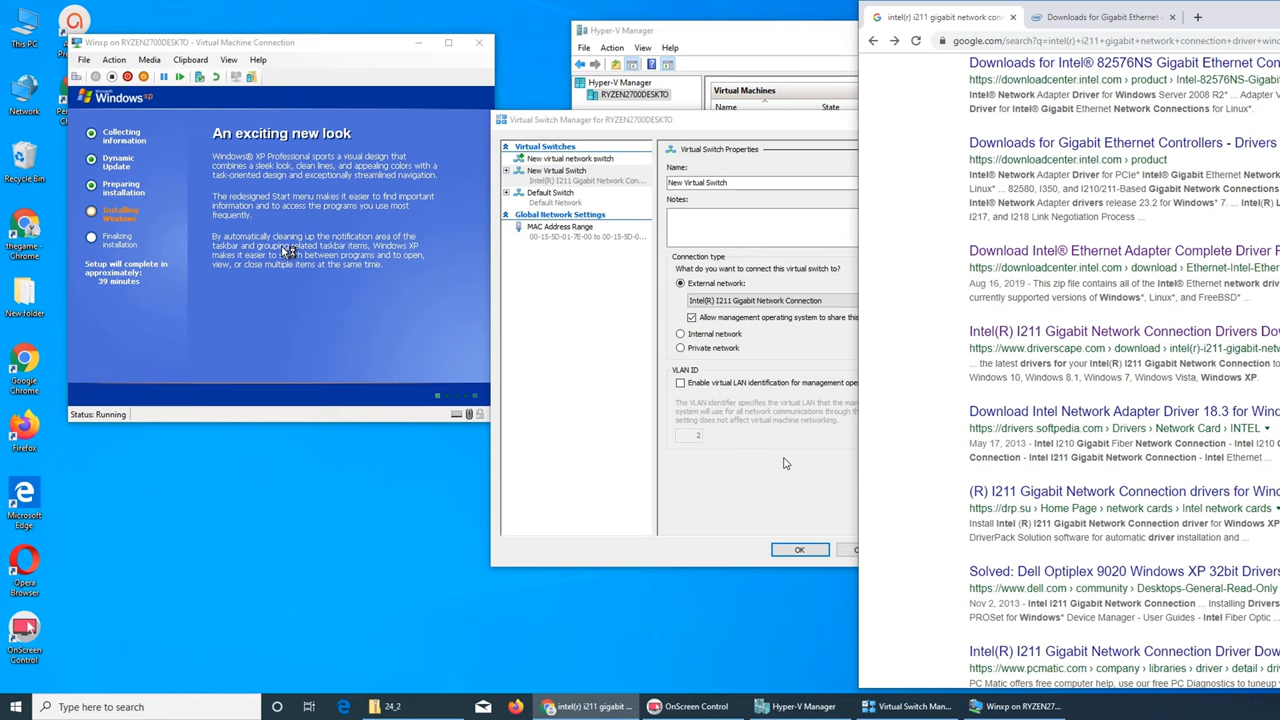 This PC
Network
Recycle Bin
thegame -
Chrome
New folder
Google
Chrome
Firefox
Microsoft
Edge
Opera
Browser
OnScreen
Control
Winxp on RYZEN2700DESKTO - Virtual Machine Connection
File Action Media Clipboard View Help
Microsoft
Windows xp
Collecting
information
Dynamic
Update
Preparing
installation
Installing
Windows
Finalizing
installation
Setup will complete in
approximately:
39 minutes
An exciting new look
Windows® XP Professional sports a visual design that
combines a sleek look, clean lines, and appealing colors with a
task-oriented design and exceptionally streamlined navigation.
The redesigned Start menu makes it easier to find important
information and to access the programs you use most
frequently.
By automatically cleaning up the notification area of the
taskbar and grouping related taskbar items, Windows XP
makes it easier to switch between programs and to open,
view, or close multiple items at the same time.
Status: Running
Hyper-V Manager
File Action View Help
Hyper-V Manager
RYZEN2700DESKTO
Virtual Machines
Name State
Virtual Switch Manager for RYZEN2700DESKTO
Virtual Switches
New virtual network switch
New Virtual Switch
Intel(R) I211 Gigabit Network Con...
Default Switch
Default Network
Global Network Settings
MAC Address Range
00-15-5D-01-7E-00 to 00-15-5D-0...
Virtual Switch Properties
Name:
New Virtual Switch
Notes:
Connection type
What do you want to connect this virtual switch to?
External network:
Intel(R) I211 Gigabit Network Connection
Allow management operating system to share this
Internal network
Private network
VLAN ID
Enable virtual LAN identification for management ope
The VLAN identifier specifies the virtual LAN that the man
system will use for all network communications through th
setting does not affect virtual machine networking.
2
OK
intel(r) i211 gigabit network con
Downloads for Gigabit Ethernet A
google.com/search?q=intel(r)+i211+gigabit+network+connection+driver+win
Downloads for Intel® 82576NS Gigabit Ethernet C
https://downloadcenter.intel.com › product › Intel-82576NS-Gigab
Intel® Network Adapter Driver for Windows Server 2008 R2* .. Adapter V
Driver for Intel® Gigabit Ethernet Network Connections for Linux*.
Downloads for Gigabit Ethernet Controllers - Drivers
https://downloadcenter.intel.com › product
Intel® Network Adapter Driver for PCIe* Intel® Gigabit Ethernet Network C
Linux* ... 82580, I350, and I210/211-Based Gigabit Network Connections
Network Adapter drivers release 23.2 for Windows* 7. ... Intel® Gigabit
I217, and I218 Link Negotiation Process ...
Download Intel® Ethernet Adapter Complete Driver P
https://downloadcenter.intel.com › download › Ethernet-Intel-Ether
Aug 16, 2019 - This zip file contains all of the Intel® Ethernet network driv
currently supported versions of Windows*, Linux*, and FreeBSD* ...
Intel(R) I211 Gigabit Network Connection Drivers Do
https://www.driverscape.com › download › intel(r)-i211-gigabit-net
... the latest drivers for your Intel(R) I211 Gigabit Network Connection to
Windows 10, Windows 8.1, Windows 7, Windows Vista, Windows XP.
Download Intel Network Adapter Driver 18.3 for Wind
https://drivers.softpedia.com › Drivers › Network Card › INTEL
May 17, 2013 - Intel I210 Gigabit Fiber Network Connection - Intel I210
Connection - Intel I211 Gigabit Network Connection - Intel Ethernet ...
(R) I211 Gigabit Network Connection drivers for Wind
https://drp.su › Home Page › network cards › Intel network cards
Install Intel (R) I211 Gigabit Network Connection driver for Windows XP
DriverPack Solution software for automatic driver installation and ...
Solved: Dell Optiplex 9020 Windows XP 32bit Drivers
https://www.dell.com › community › Desktops-General-Read-Only
Nov 2, 2013 - Intel I211 Gigabit Network Connection ... Installing Drivers
PROSet for Windows* Device Manager - User Guides - Intel Fiber Optic ...
Intel(R) I211 Gigabit Network Connection Driver Dow
https://www.pcmatic.com › company › libraries › driver › detail › driv
PC Matic offers free computer help, use our free PC Diagnostics to tuneup y
Type here to search
24_2
intel(r) i211 gigabit ...
OnScreen Control
Hyper-V Manager
Virtual Switch Man...
Winxp on RYZEN27...